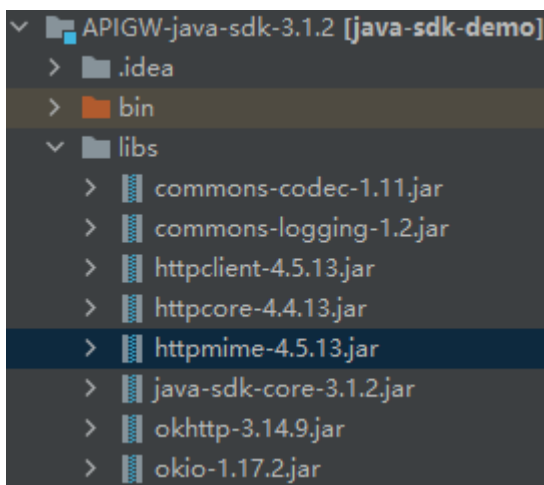 APIGW-java-sdk-3.1.2 [java-sdk-demo]
.idea
bin
libs
commons-codec-1.11.jar
commons-logging-1.2.jar
httpclient-4.5.13.jar
httpcore-4.4.13.jar
httpmime-4.5.13.jar
java-sdk-core-3.1.2.jar
okhttp-3.14.9.jar
okio-1.17.2.jar